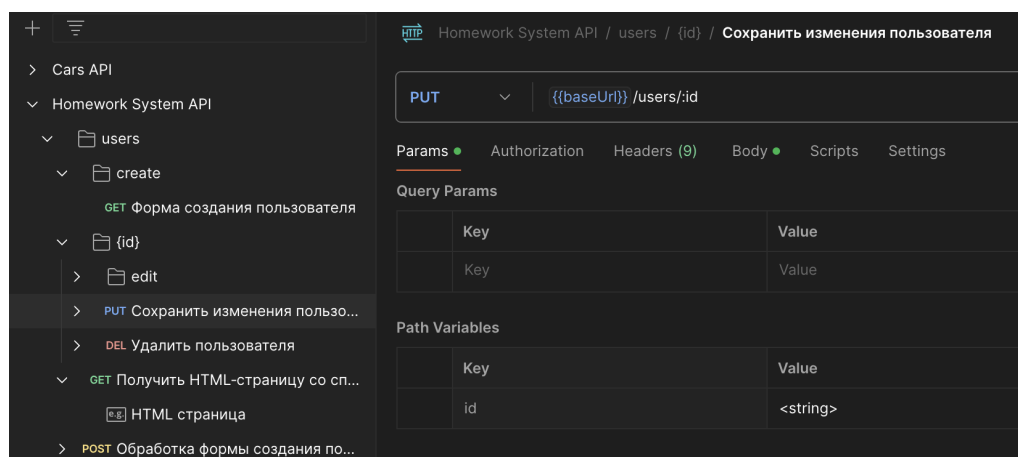 Cars API
Homework System API
users
create
GET Форма создания пользователя
{id}
edit
PUT Сохранить изменения пользо...
DEL Удалить пользователя
GET Получить HTML-страницу со сп...
e.g. HTML страница
POST Обработка формы создания по...
HTTP Homework System API / users / {id} / Сохранить изменения пользователя
PUT {{baseUrl}} /users/:id
Params Authorization Headers (9) Body Scripts Settings
Query Params
Key Value
Key Value
Path Variables
Key Value
id <string>